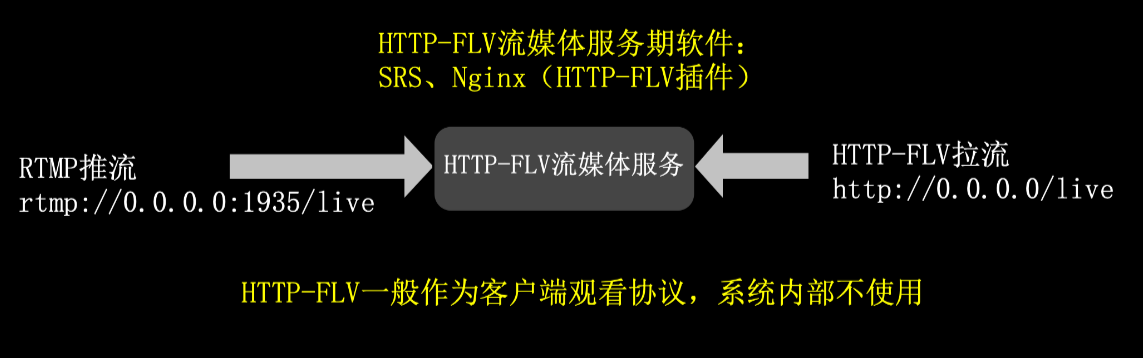 HTTP-FLV流媒体服务期软件：
SRS、Nginx（HTTP-FLV插件）
RTMP推流
rtmp://0.0.0.0:1935/live
HTTP-FLV流媒体服务
HTTP-FLV拉流
http://0.0.0.0/live
HTTP-FLV一般作为客户端观看协议，系统内部不使用